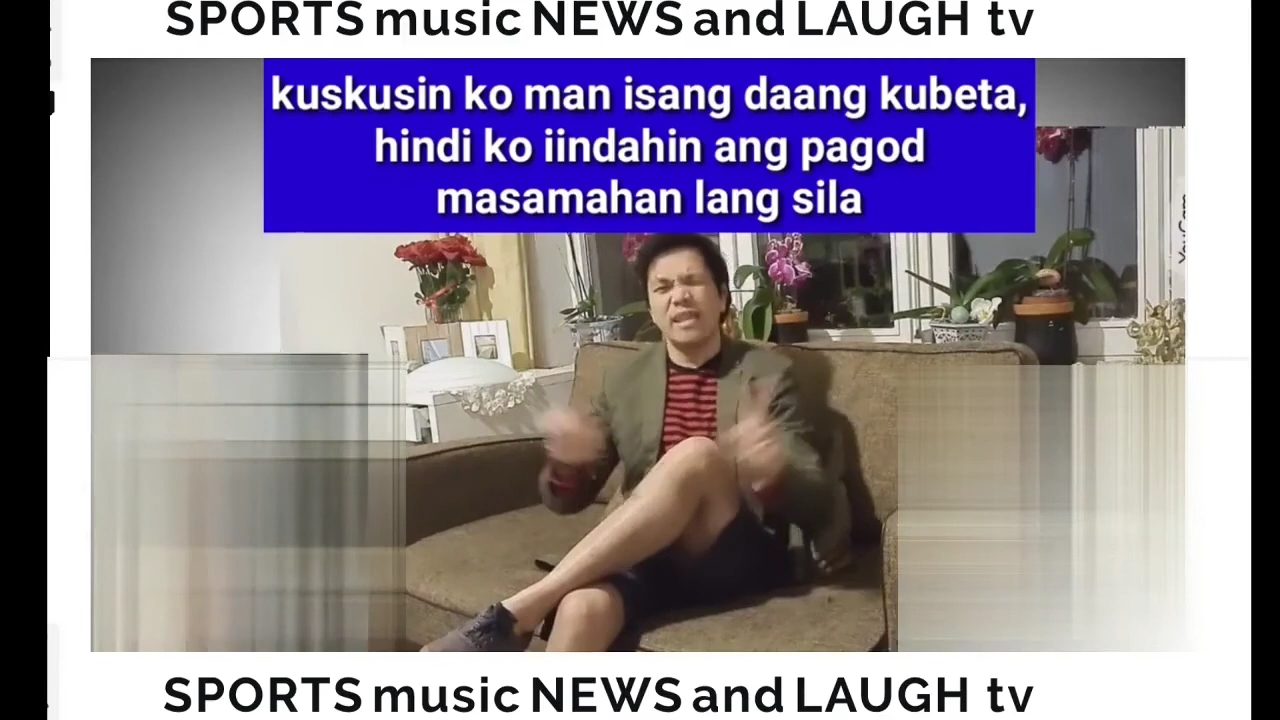 SPORTS music NEWS and LAUGH tv
kuskusin ko man isang daang kubeta,
hindi ko iindahin ang pagod
masamahan lang sila
YouCam
SPORTS music NEWS and LAUGH tv